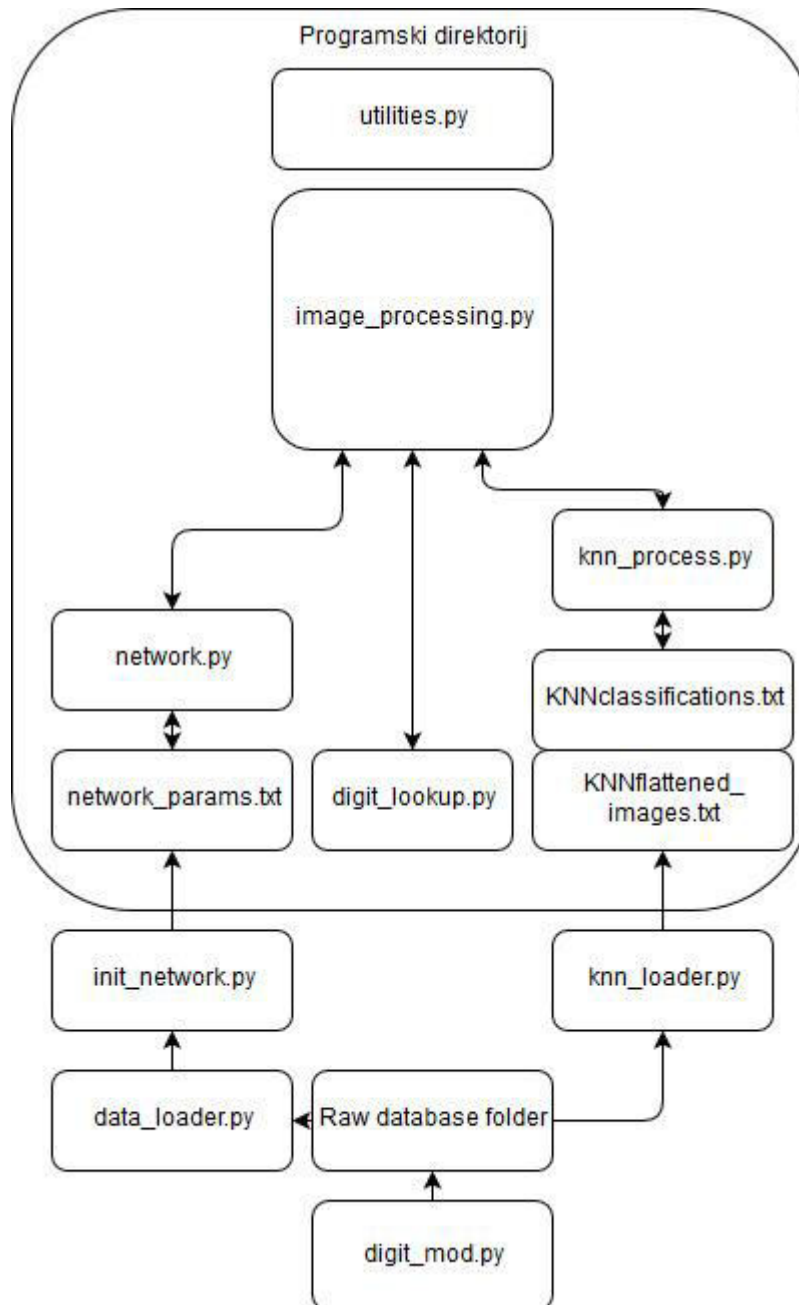 Programski direktorij
utilities.py
image_processing.py
knn_process.py
network.py
KNNclassifications.txt
network_params.txt
digit_lookup.py
KNNflattened_
images.txt
init_network.py
knn_loader.py
data_loader.py
Raw database folder
digit_mod.py